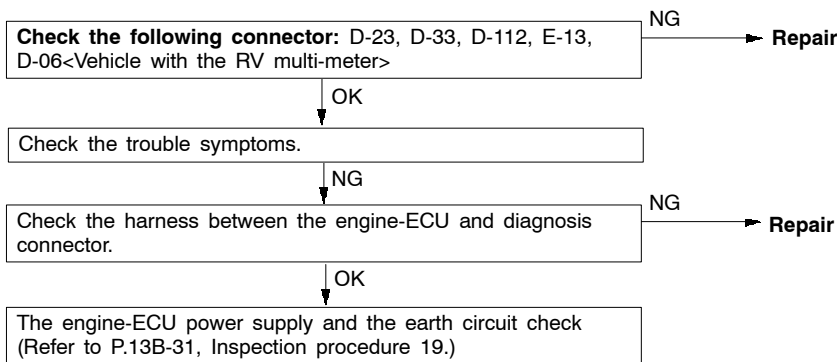 Check the following connector: D-23, D-33, D-112, E-13,
D-06<Vehicle with the RV multi-meter>
NG
Repair
OK
Check the trouble symptoms.
NG
Check the harness between the engine-ECU and diagnosis
connector.
NG
Repair
OK
The engine-ECU power supply and the earth circuit check
(Refer to P.13B-31, Inspection procedure 19.)